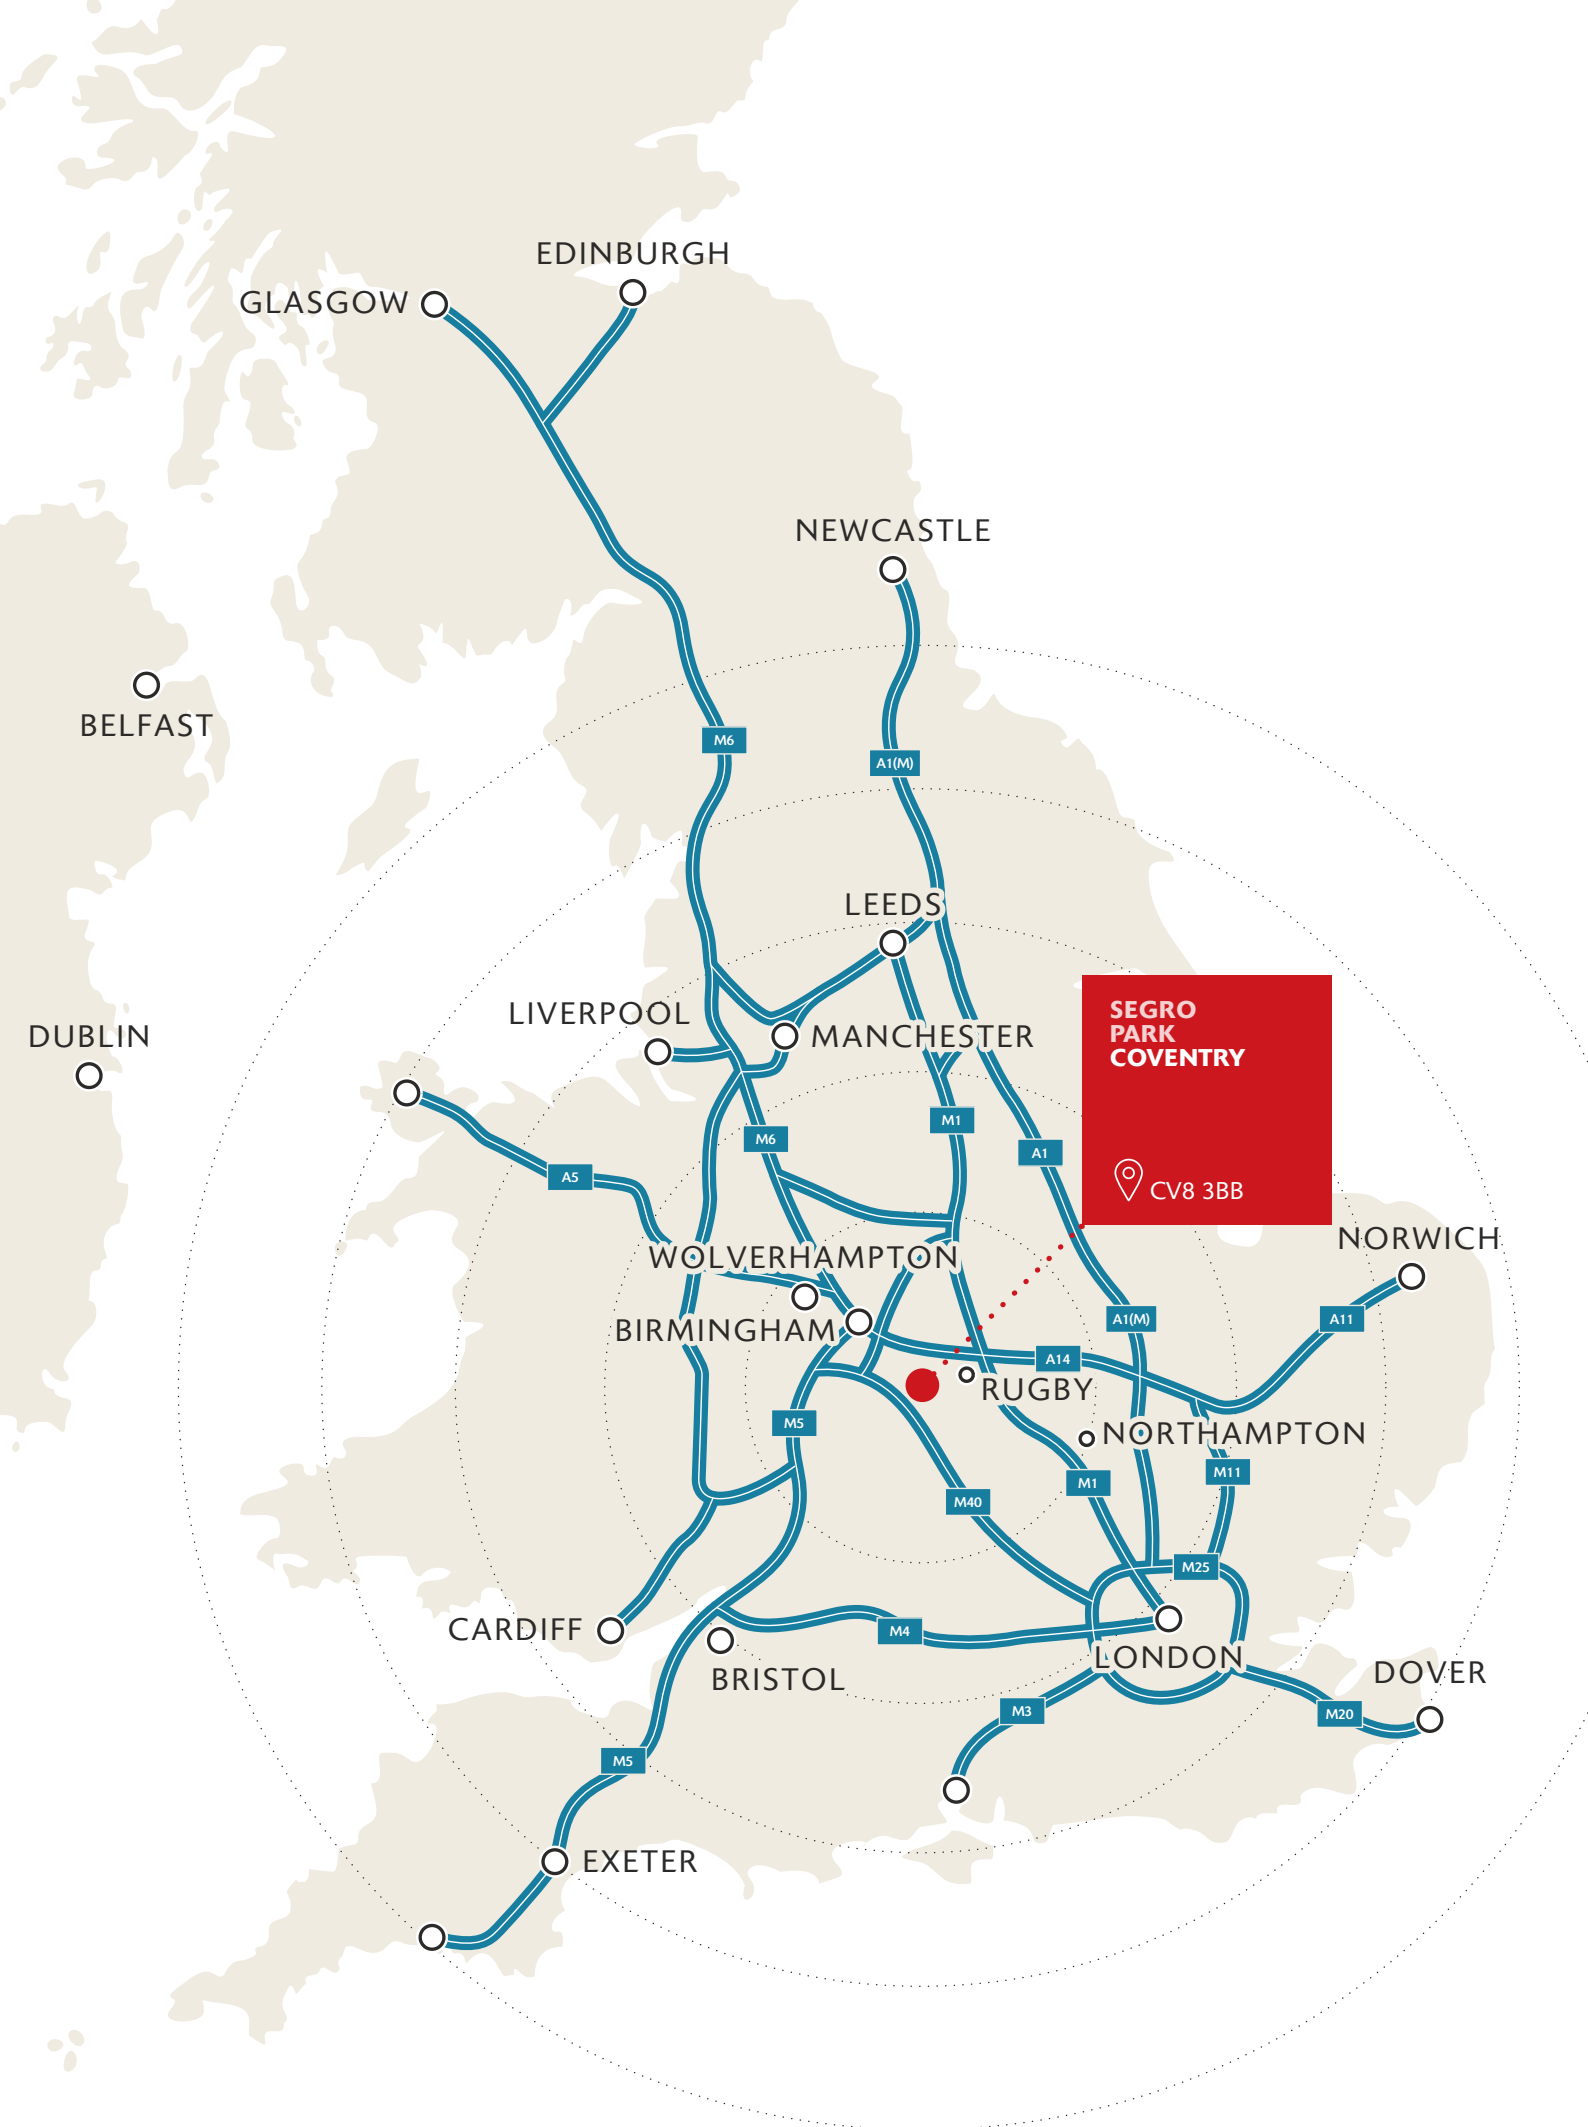 EDINBURGH
GLASGOW
NEWCASTLE
BELFAST
M6
A1(M)
LEEDS
LIVERPOOL
DUBLIN
MANCHESTER
SEGRO
PARK
COVENTRY
M1
M6
A1
A5
CV8 3BB
NORWICH
WOLVERHAMPTON
A1(M)
A11
BIRMINGHAM
A14
RUGBY
M5
NORTHAMPTON
M11
M1
M40
M25
CARDIFF
M4
LONDON
BRISTOL
DOVER
M3
M20
M5
EXETER